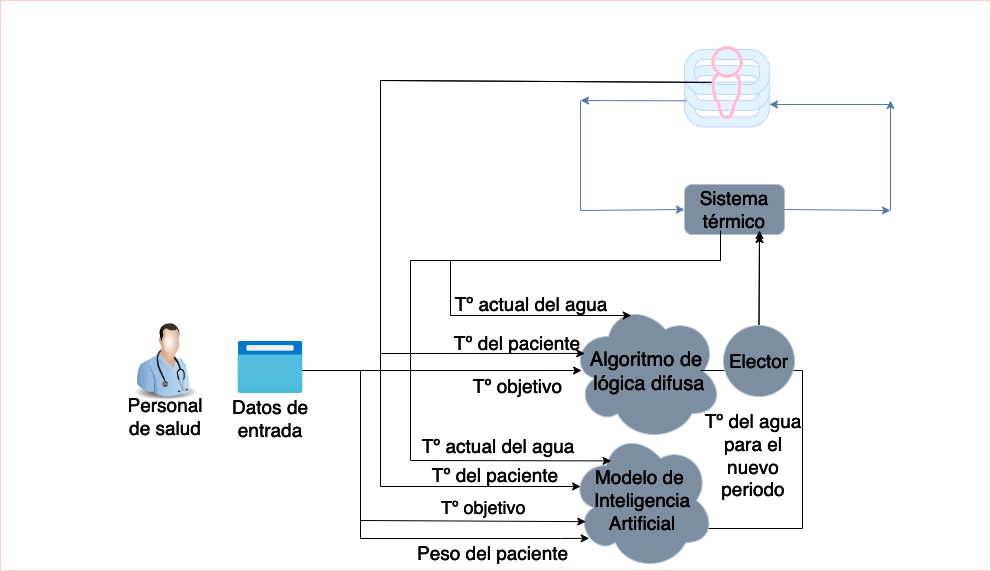 Sistema
térmico
Tº actual del agua
Tº del paciente
Algoritmo de
lógica difusa
Elector
Tº objetivo
Personal
de salud
Datos de
entrada
Tº del agua
para el
nuevo
periodo
Tº actual del agua
Tº del paciente
Modelo de
Inteligencia
Artificial
Tº objetivo
Peso del paciente